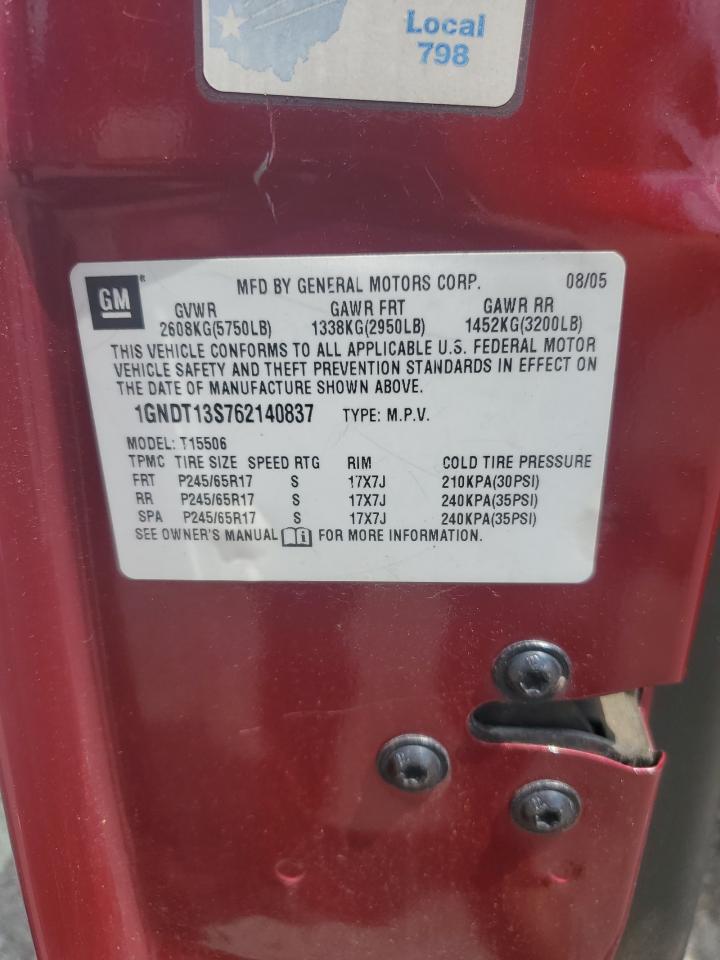 Local
798
GM®
MFD BY GENERAL MOTORS CORP. 08/05
GVWR GAWR FRT GAWR RR
2608KG(5750LB) 1338KG(2950LB) 1452KG(3200LB)
THIS VEHICLE CONFORMS TO ALL APPLICABLE U.S. FEDERAL MOTOR
VEHICLE SAFETY AND THEFT PREVENTION STANDARDS IN EFFECT ON
THE DATE OF MANUFACTURE SHOWN ABOVE.
1GNDT13S762140837 TYPE: M.P.V.
MODEL: T15506
TPMC TIRE SIZE SPEED RTG RIM COLD TIRE PRESSURE
FRT P245/65R17 S 17X7J 210KPA(30PSI)
RR P245/65R17 S 17X7J 240KPA(35PSI)
SPA P245/65R17 S 17X7J 240KPA(35PSI)
SEE OWNER'S MANUAL FOR MORE INFORMATION.